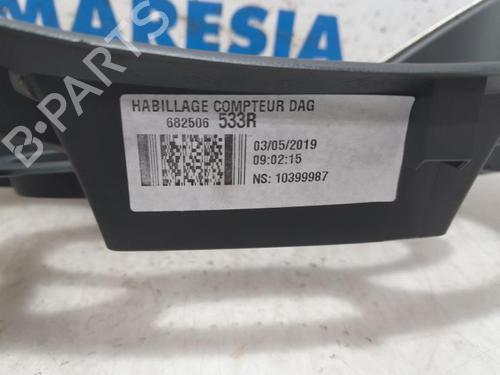 MARESIA
HABILLAGE COMPTEUR DAG
682506 533R
03/05/2019
09:02:15
NS: 10399987
B-Parts